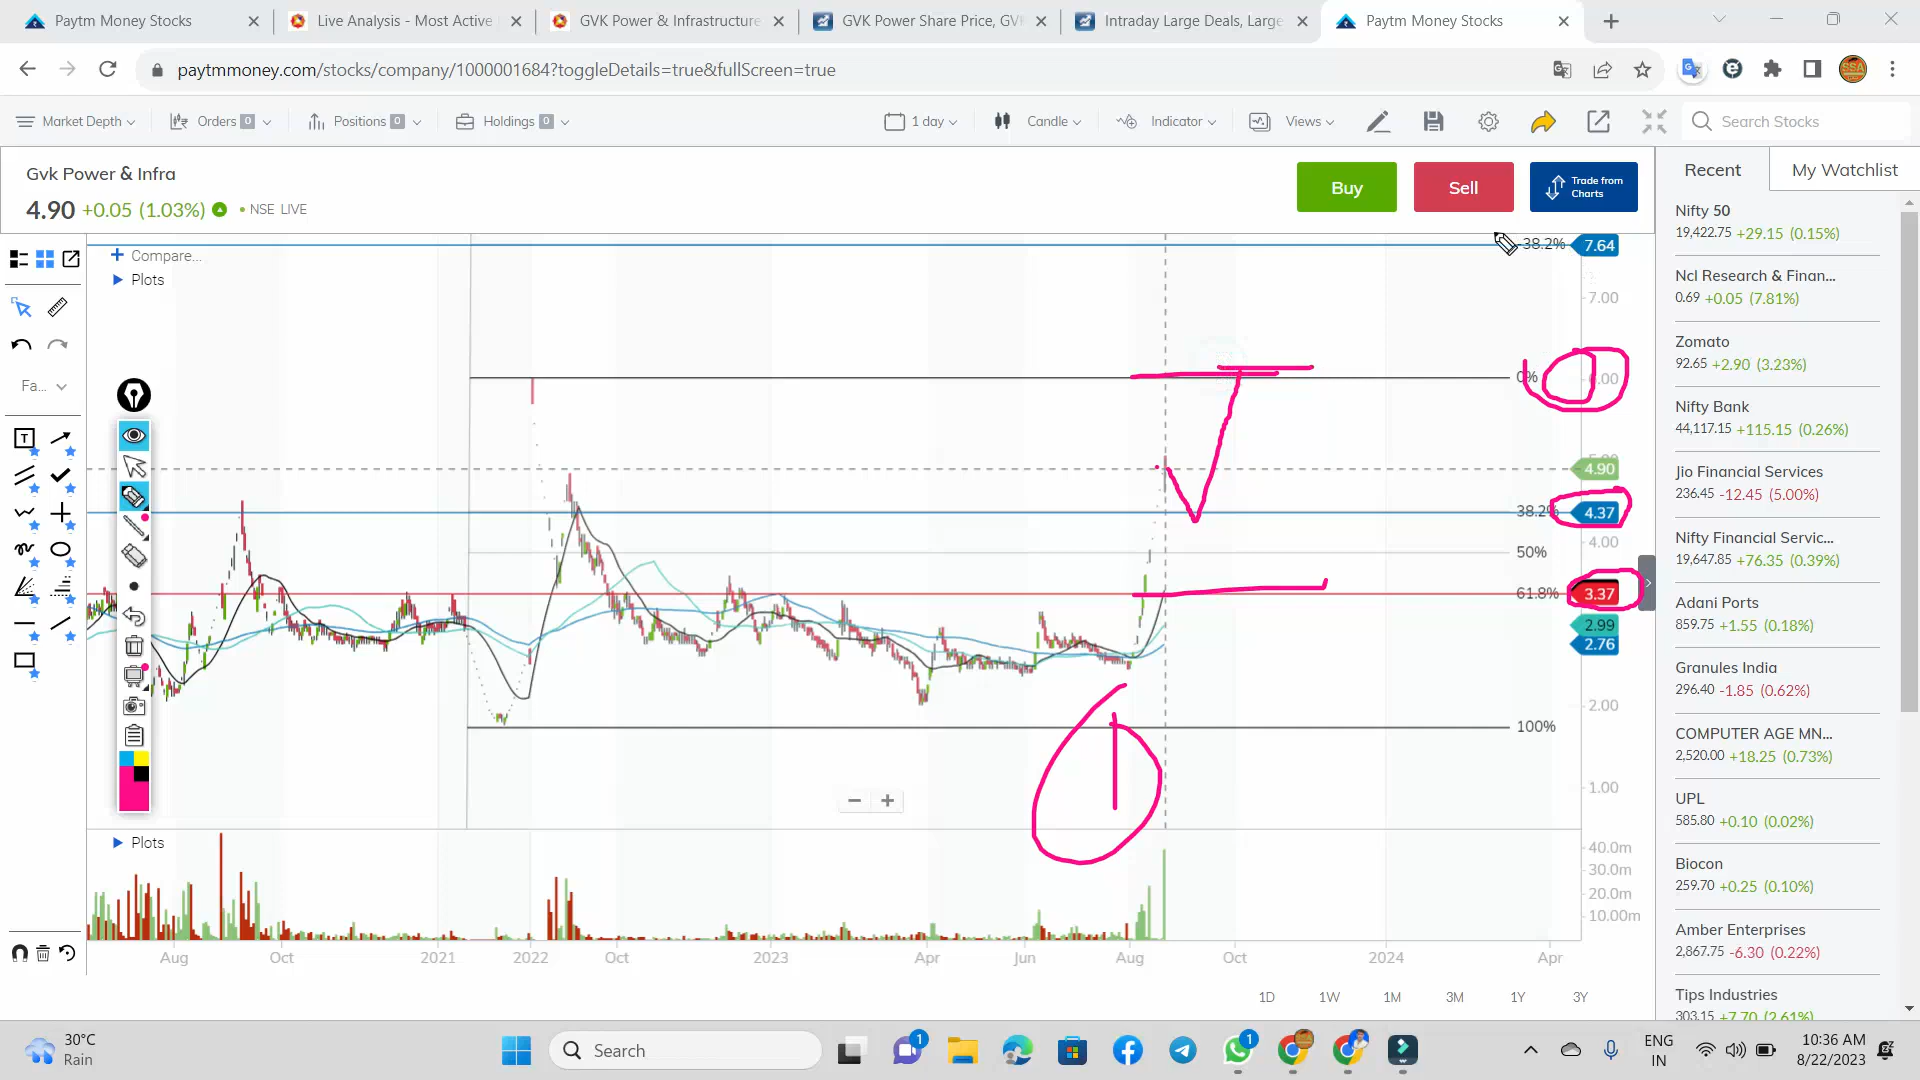 Paytm Money Stocks
Live Analysis - Most Active
GVK Power & Infrastructure
GVK Power Share Price, GV
Intraday Large Deals, Large
Paytm Money Stocks
paytmmoney.com/stocks/company/1000001684?toggleDetails=true&fullScreen=true
Market Depth
Orders 0
Positions 0
Holdings 0
1 day
Candle
Indicator
Views
Search Stocks
Gvk Power & Infra
4.90 +0.05 (1.03%) • NSE LIVE
Buy
Sell
Trade from
Charts
Recent
My Watchlist
Nifty 50
19,422.75 +29.15 (0.15%)
Ncl Research & Finan...
0.69 +0.05 (7.81%)
Zomato
92.65 +2.90 (3.23%)
Nifty Bank
44,117.15 +115.15 (0.26%)
Jio Financial Services
236.45 -12.45 (5.00%)
Nifty Financial Servic...
19,647.85 +76.35 (0.39%)
Adani Ports
859.75 +1.55 (0.18%)
Granules India
296.40 -1.85 (0.62%)
COMPUTER AGE MN...
2,520.00 +18.25 (0.73%)
UPL
585.80 +0.10 (0.02%)
Biocon
259.70 +0.25 (0.10%)
Amber Enterprises
2,867.75 -6.30 (0.22%)
Tips Industries
303.15 +7.70 (2.61%)
+ Compare...
Plots
Fa...
38.2% 7.64
7.00
0% 6.00
4.90
38.2% 4.37
4.00
50%
61.8% 3.37
2.99
2.76
2.00
100%
1.00
− +
Plots
40.0m
30.0m
20.0m
10.00m
Aug Oct 2021 2022 Oct 2023 Apr Jun Aug Oct 2024 Apr
1D 1W 1M 3M 1Y 3Y
30°C
Rain
Search
1
1
ENG
IN
10:36 AM
8/22/2023